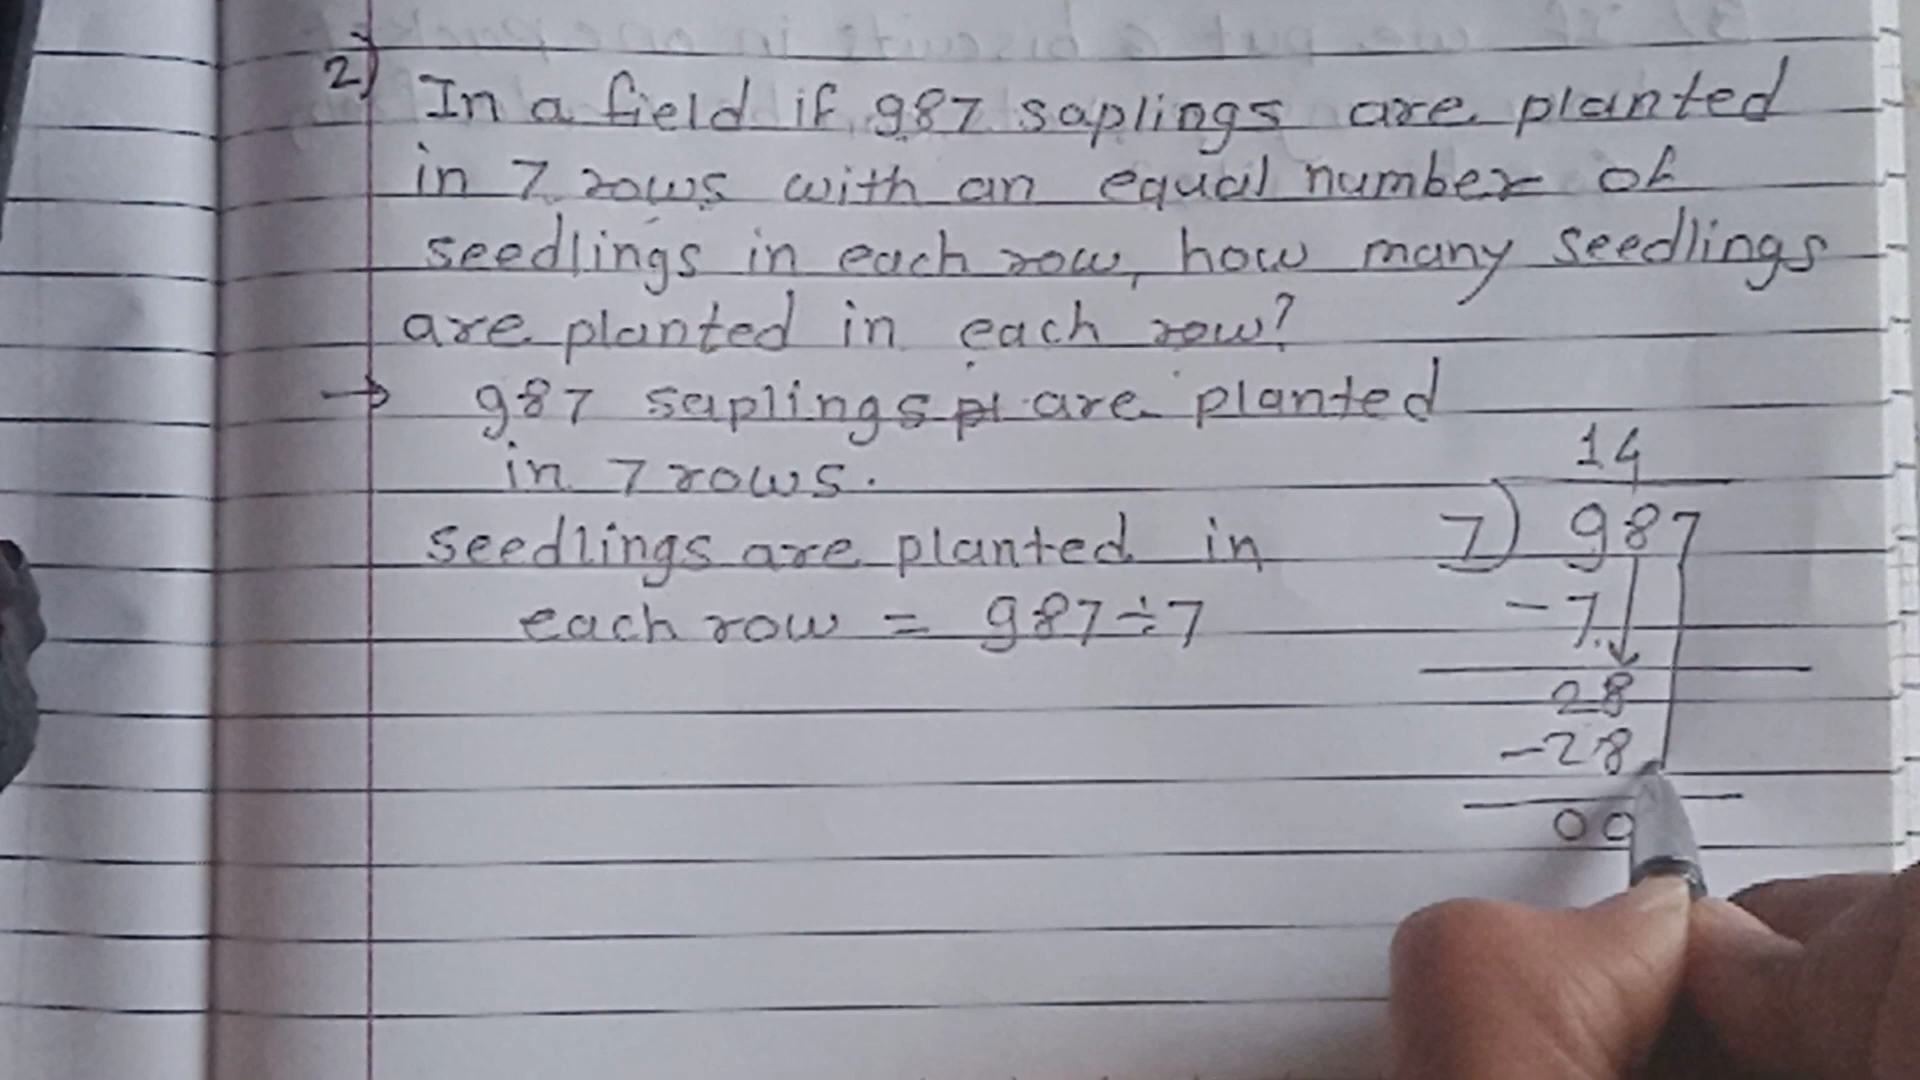 2) In a field if 987 saplings are planted
in 7 rows with an equal number of
seedlings in each row, how many seedlings
are planted in each row?
→ 987 saplings are planted
in 7 rows.
seedlings are planted in
each row = 987÷7
14
7) 987
-7
28
-28
00